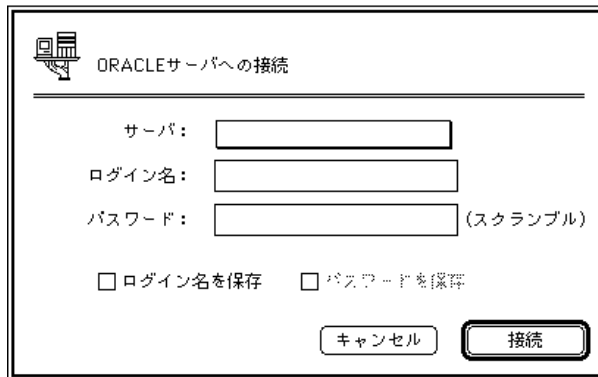 ORACLEサーバへの接続
サーバ：
ログイン名：
パスワード： (スクランブル)
ログイン名を保存 パスワードを保存
キャンセル 接続